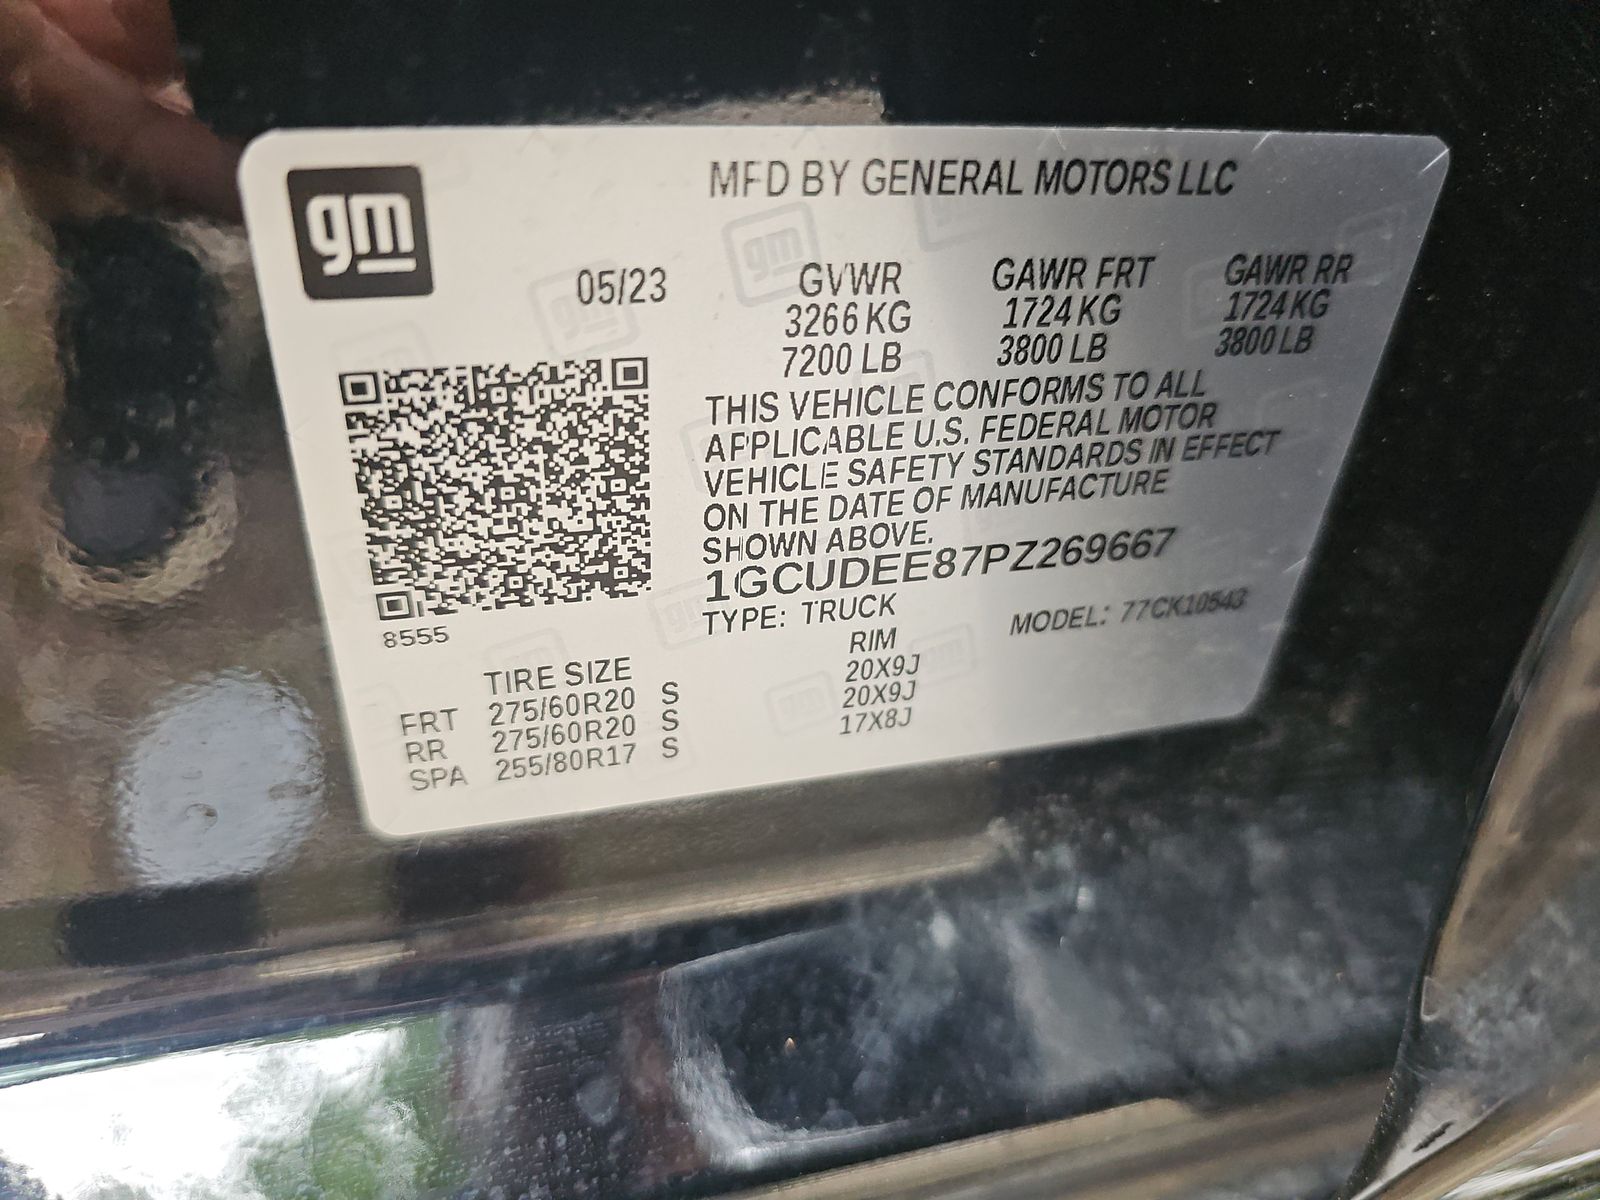 gm
MFD BY GENERAL MOTORS LLC
05/23 GVWR GAWR FRT GAWR RR
3266 KG 1724 KG 1724 KG
7200 LB 3800 LB 3800 LB
THIS VEHICLE CONFORMS TO ALL
APPLICABLE U.S. FEDERAL MOTOR
VEHICLE SAFETY STANDARDS IN EFFECT
ON THE DATE OF MANUFACTURE
SHOWN ABOVE.
1GCUDEE87PZ269667
TYPE: TRUCK MODEL: 77CK10543
8555
TIRE SIZE RIM
FRT 275/60R20 S 20X9J
RR 275/60R20 S 20X9J
SPA 255/80R17 S 17X8J